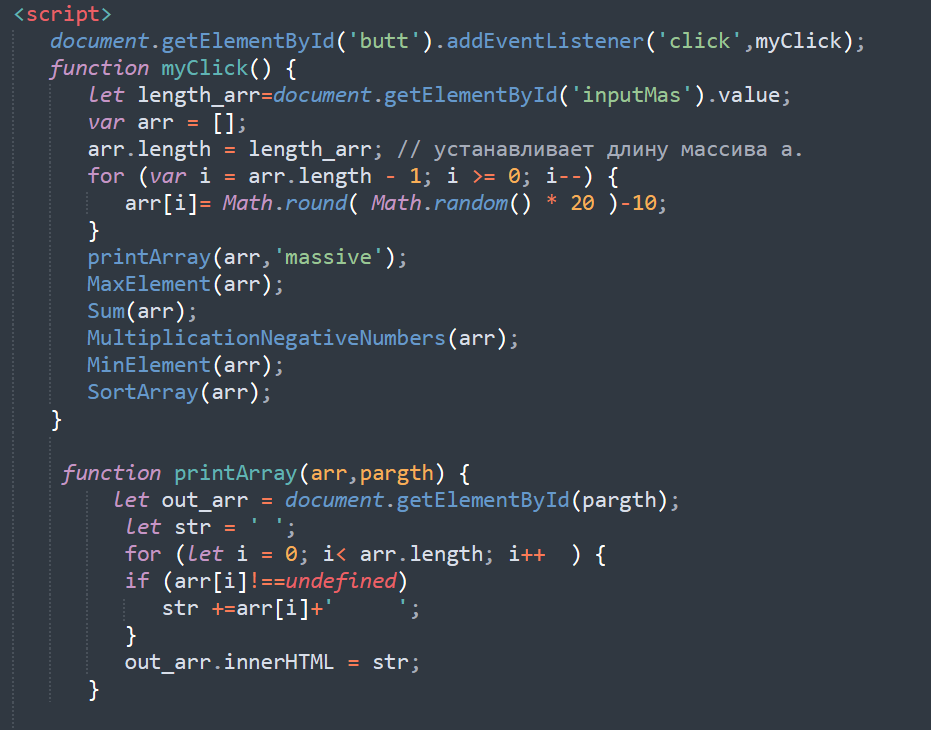 <script>
document.getElementById('butt').addEventListener('click',myClick);
function myClick() {
let length_arr=document.getElementById('inputMas').value;
var arr = [];
arr.length = length_arr; // устанавливает длину массива a.
for (var i = arr.length - 1; i >= 0; i--) {
arr[i]= Math.round( Math.random() * 20 )-10;
}
printArray(arr,'massive');
MaxElement(arr);
Sum(arr);
MultiplicationNegativeNumbers(arr);
MinElement(arr);
SortArray(arr);
}
function printArray(arr,pargth) {
let out_arr = document.getElementById(pargth);
let str = ' ';
for (let i = 0; i< arr.length; i++  ) {
if (arr[i]!==undefined)
str +=arr[i]+'     ';
}
out_arr.innerHTML = str;
}